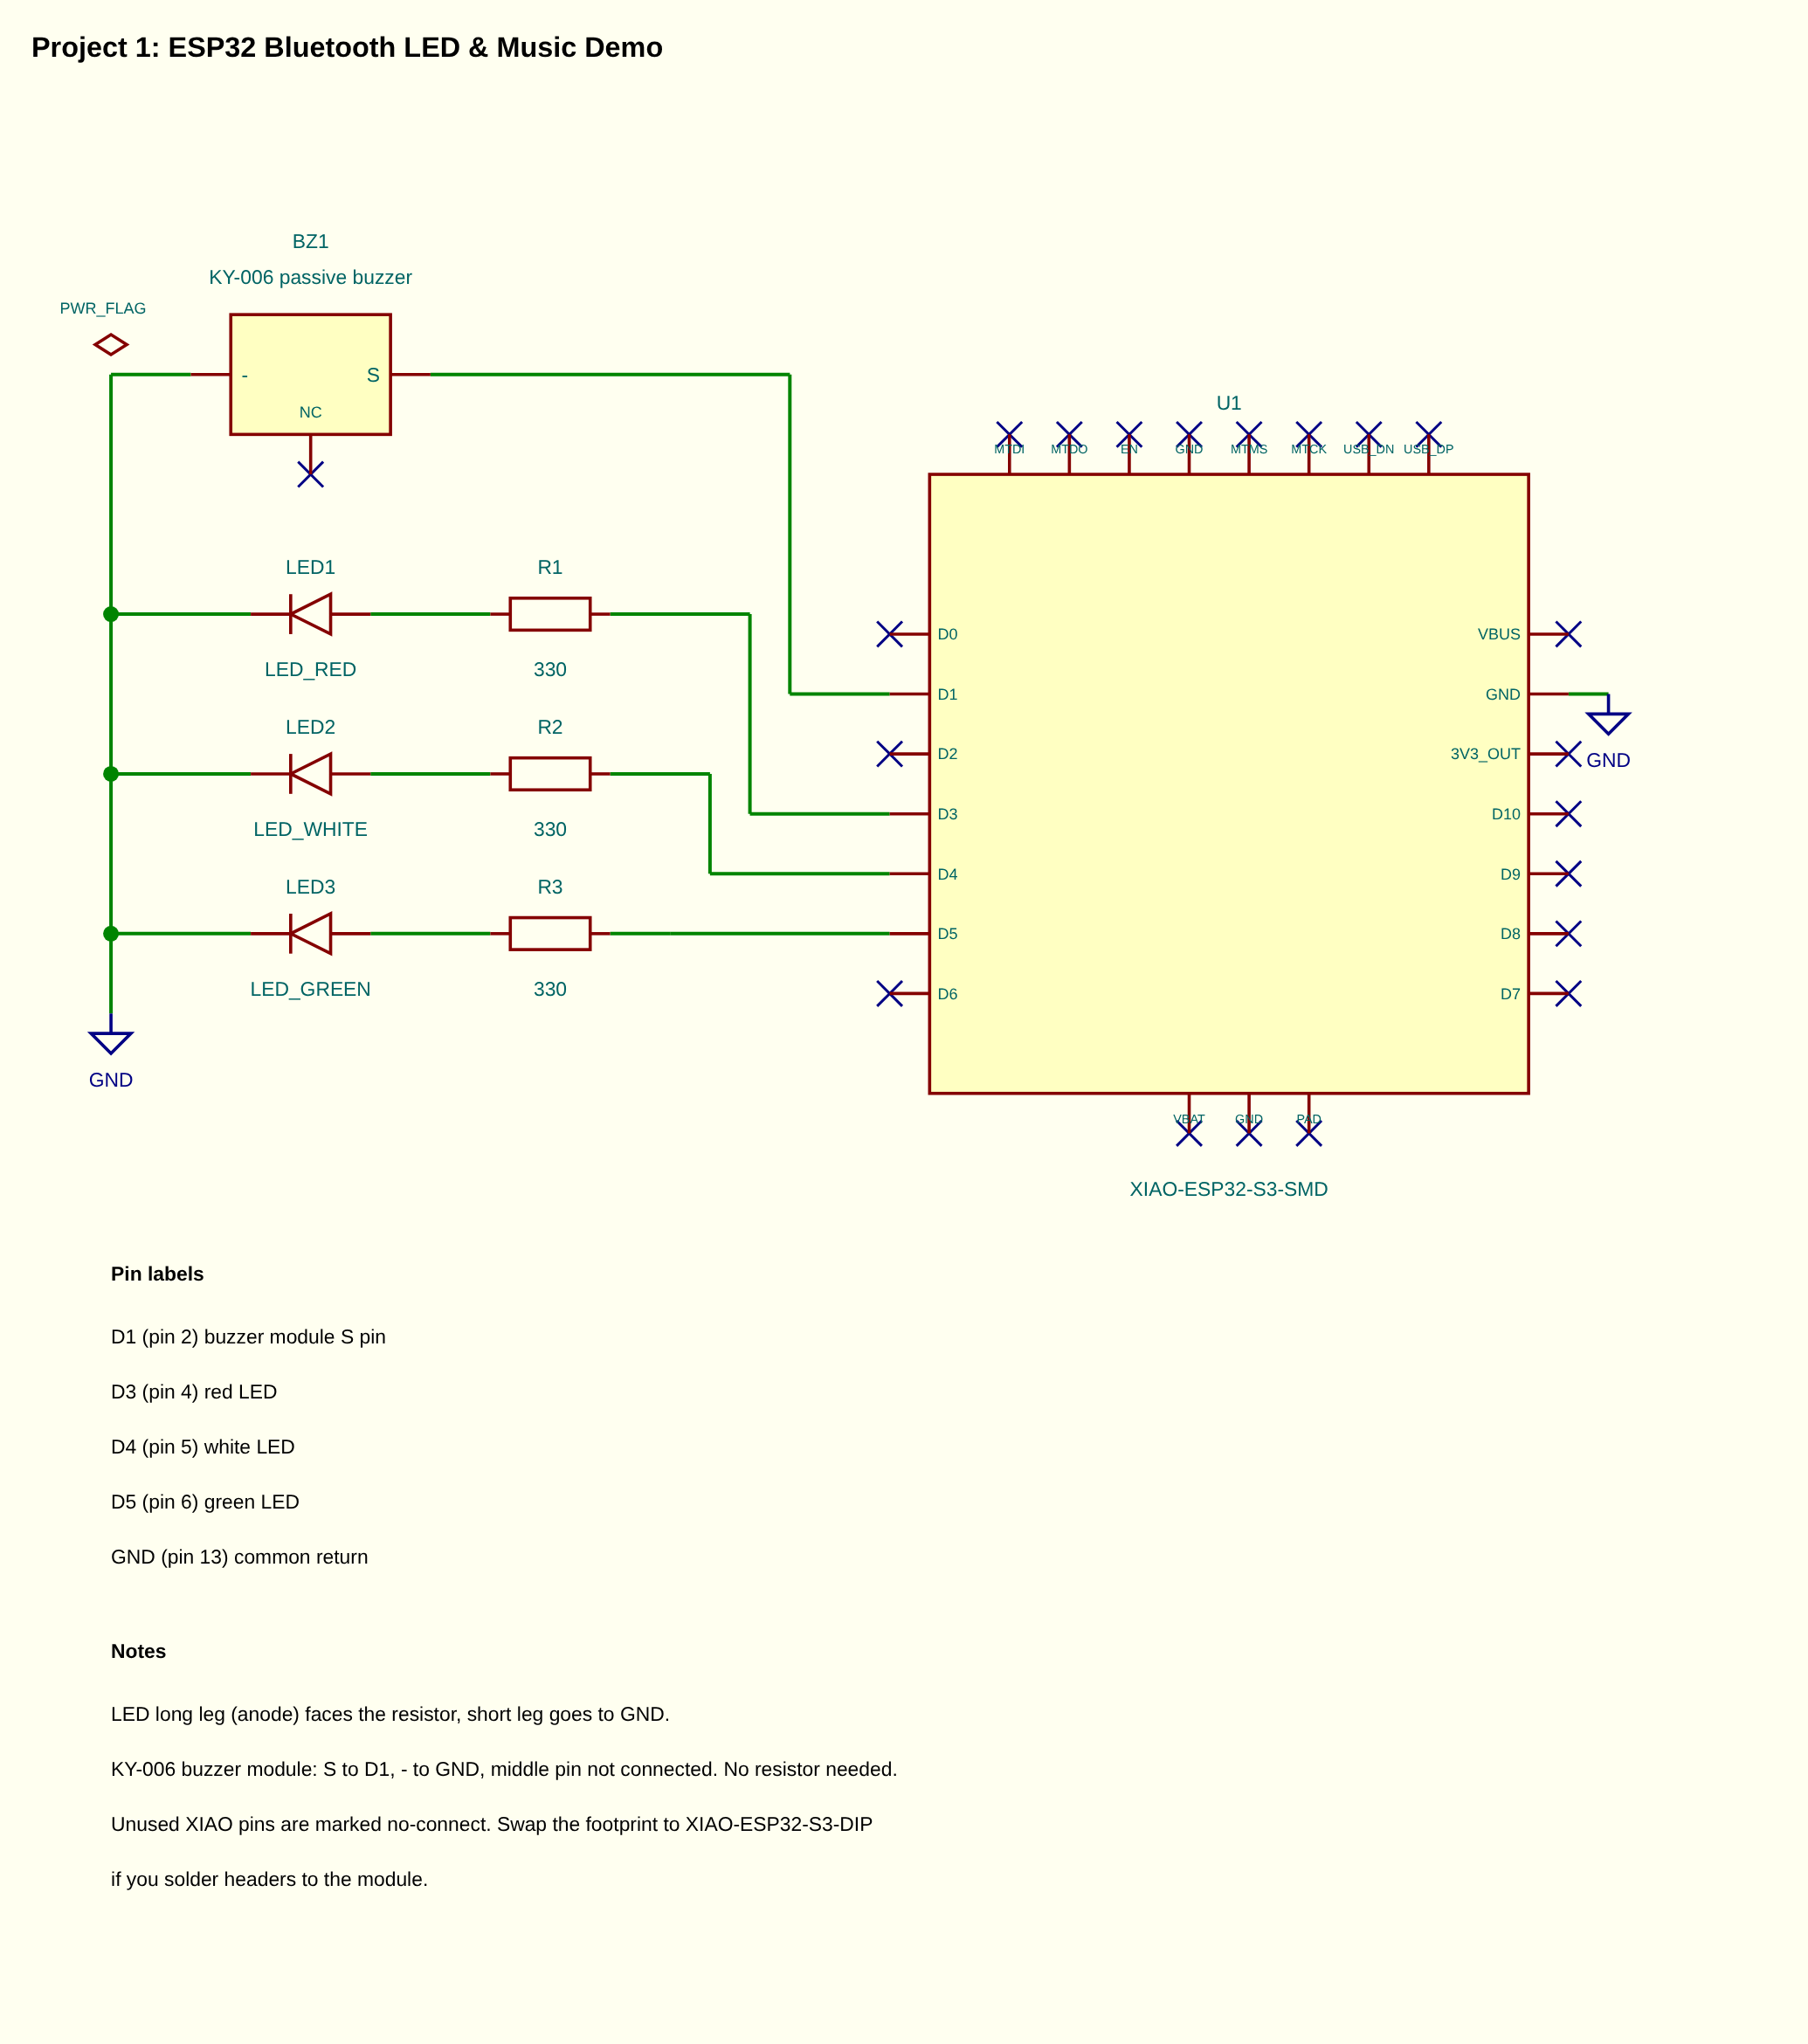 Project 1: ESP32 Bluetooth LED & Music Demo
BZ1
KY-006 passive buzzer
PWR_FLAG
-
S
NC
U1
MTDI MTDO EN GND MTMS MTCK USB_DN USB_DP
LED1
R1
LED_RED
330
LED2
R2
LED_WHITE
330
LED3
R3
LED_GREEN
330
GND
D0
D1
D2
D3
D4
D5
D6
VBUS
GND
3V3_OUT
D10
D9
D8
D7
GND
VBAT GND PAD
XIAO-ESP32-S3-SMD
Pin labels
D1 (pin 2) buzzer module S pin
D3 (pin 4) red LED
D4 (pin 5) white LED
D5 (pin 6) green LED
GND (pin 13) common return
Notes
LED long leg (anode) faces the resistor, short leg goes to GND.
KY-006 buzzer module: S to D1, - to GND, middle pin not connected. No resistor needed.
Unused XIAO pins are marked no-connect. Swap the footprint to XIAO-ESP32-S3-DIP
if you solder headers to the module.